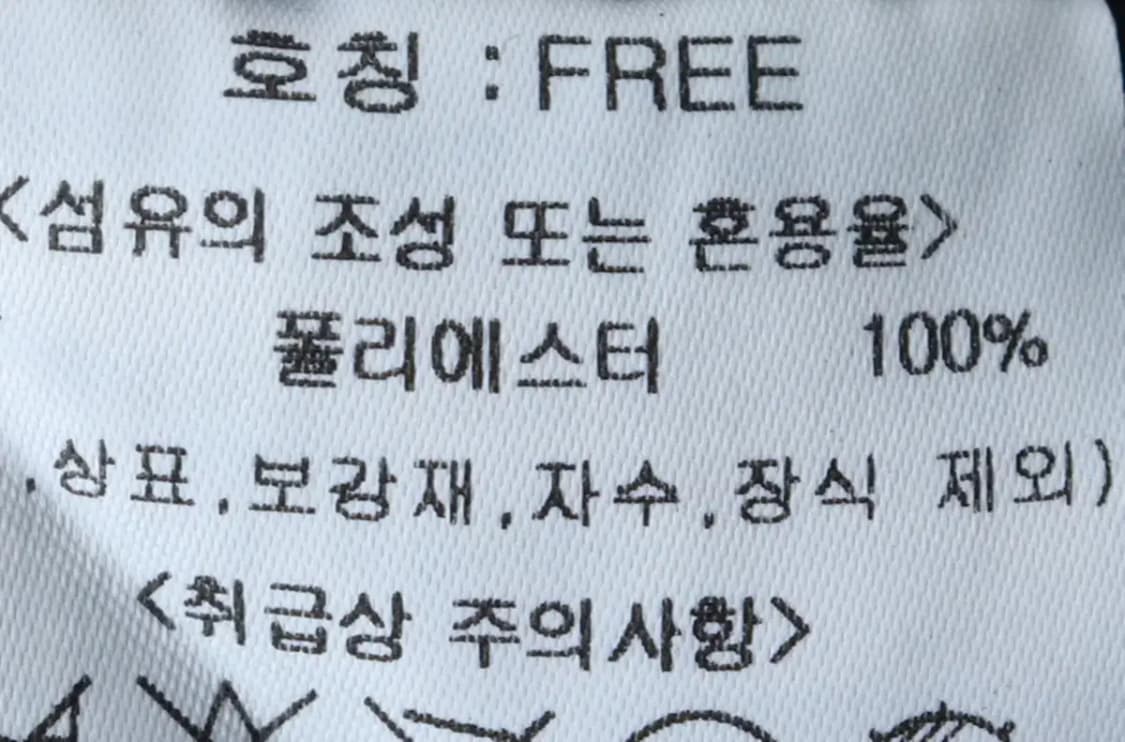 호칭 : FREE
<섬유의 조성 또는 혼용율>
폴리에스터 100%
.상표.보강재.자수.장식 제외)
<취급상 주의사항>